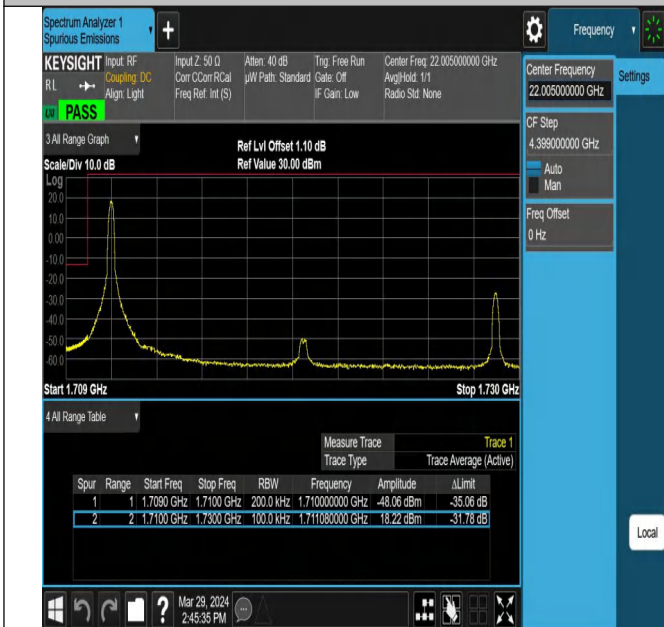 Spectrum Analyzer 1
Spurious Emissions
+
Frequency
KEYSIGHT
RL
LXI
PASS
Input: RF
Coupling: DC
Align: Light
Input Z: 50 Ω
Corr CCorr RCal
Freq Ref: Int (S)
Atten: 40 dB
µW Path: Standard
Trig: Free Run
Gate: Off
IF Gain: Low
Center Freq: 22.005000000 GHz
Avg|Hold: 1/1
Radio Std: None
Center Frequency
22.005000000 GHz
Settings
CF Step
4.399000000 GHz
Auto
Man
Freq Offset
0 Hz
3 All Range Graph
Scale/Div 10.0 dB
Ref Lvl Offset 1.10 dB
Ref Value 30.00 dBm
Log
20.0
10.0
0.00
-10.0
-20.0
-30.0
-40.0
-50.0
-60.0
Start 1.709 GHz
Stop 1.730 GHz
4 All Range Table
Measure Trace Trace 1
Trace Type Trace Average (Active)
Spur Range Start Freq Stop Freq RBW Frequency Amplitude ΔLimit
1 1 1.7090 GHz 1.7100 GHz 200.0 kHz 1.710000000 GHz -48.06 dBm -35.06 dB
2 2 1.7100 GHz 1.7300 GHz 100.0 kHz 1.711080000 GHz 18.22 dBm -31.78 dB
Local
?
Mar 29, 2024
2:45:35 PM